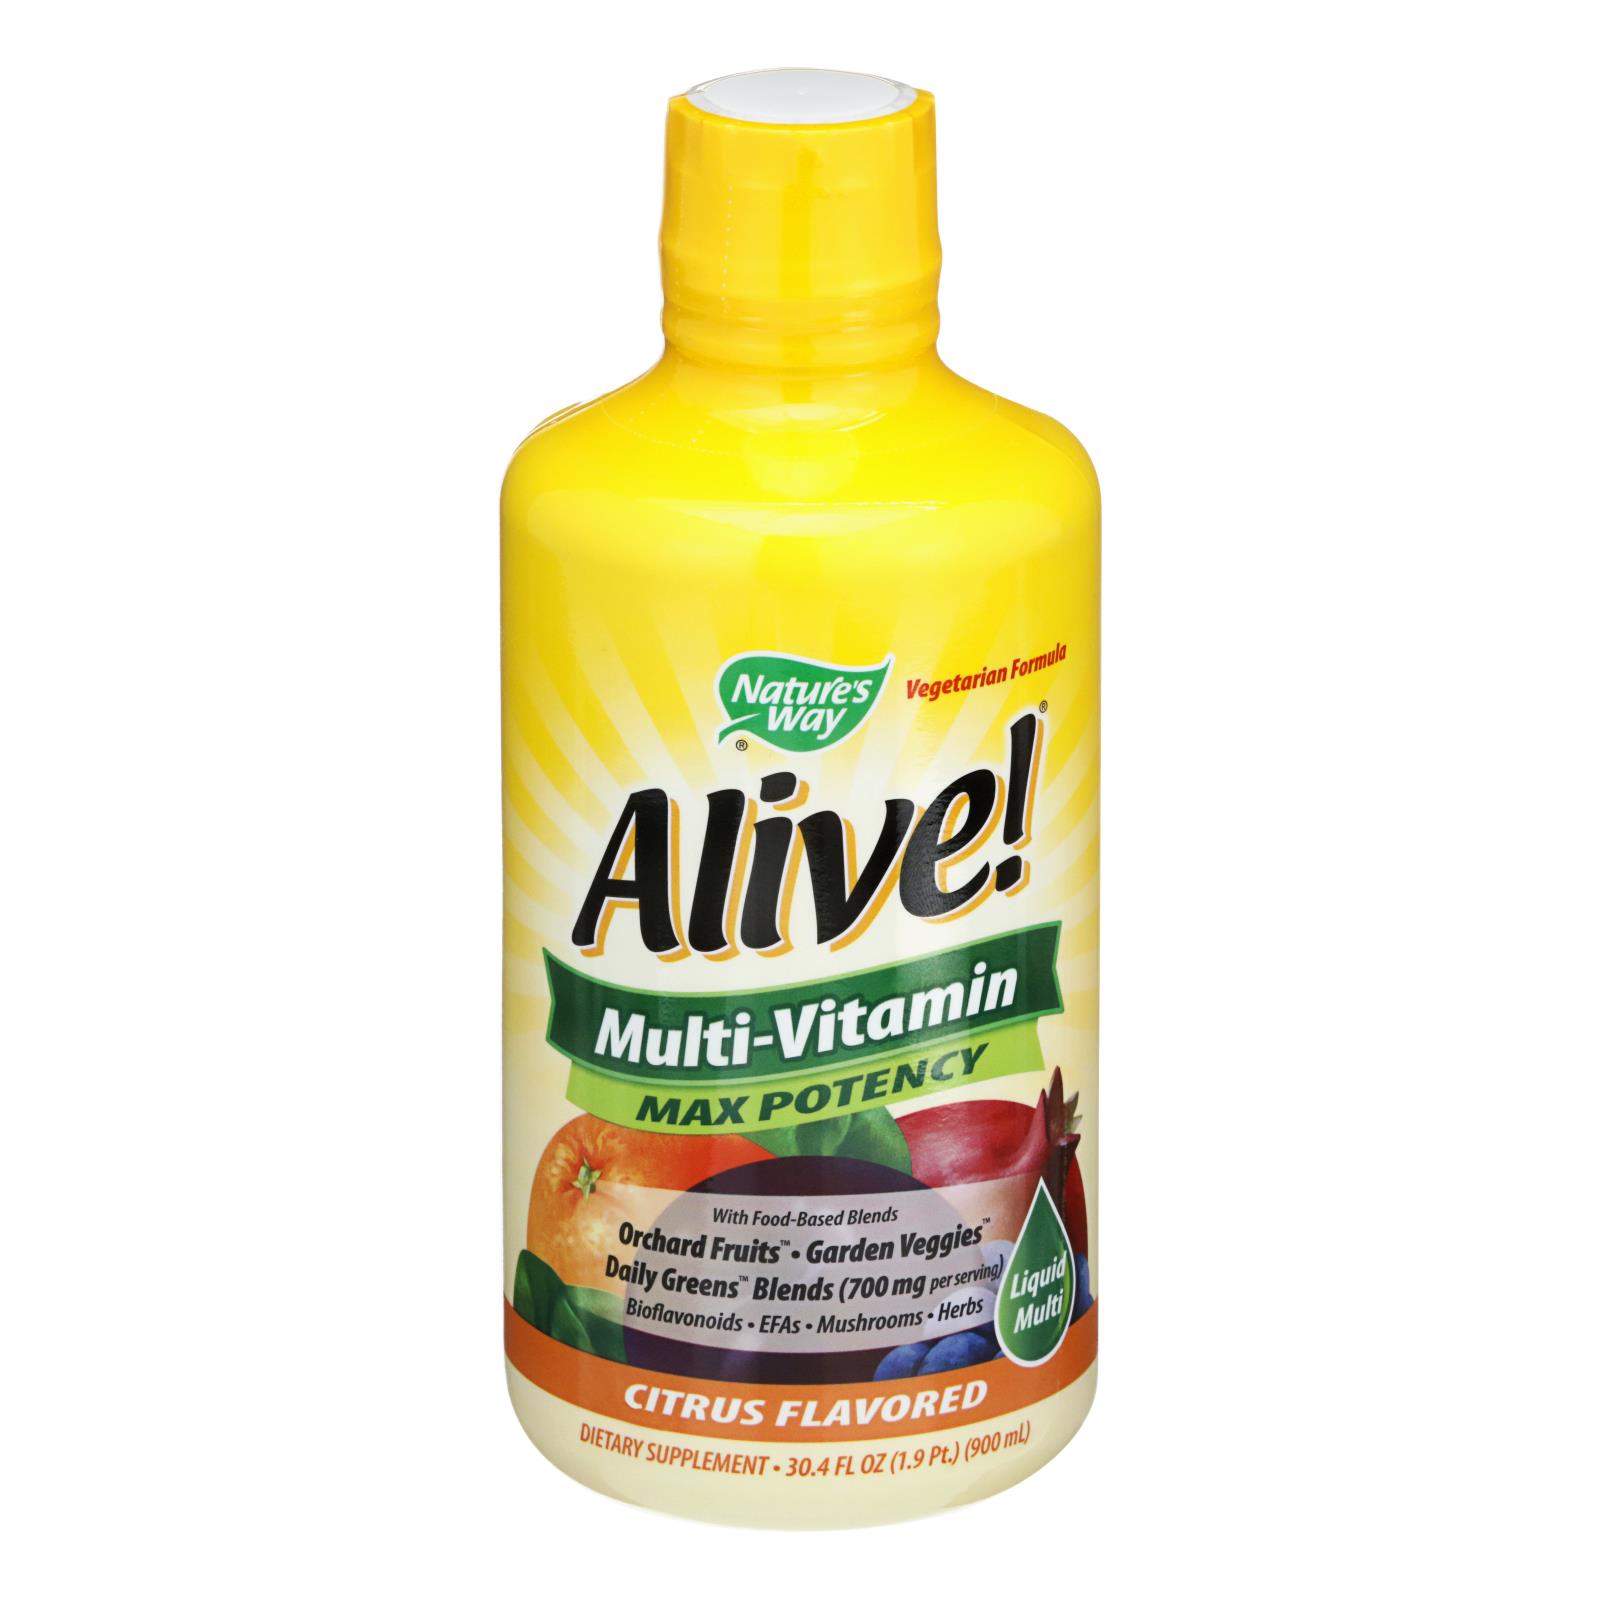 Nature's
Way
®
Vegetarian Formula
Alive!®
Multi-Vitamin
MAX POTENCY
With Food-Based Blends
Orchard Fruits™ • Garden Veggies™
Daily Greens™ Blends (700 mg per serving)
Bioflavonoids • EFAs • Mushrooms • Herbs
Liquid
Multi
CITRUS FLAVORED
DIETARY SUPPLEMENT • 30.4 FL OZ (1.9 Pt.) (900 mL)